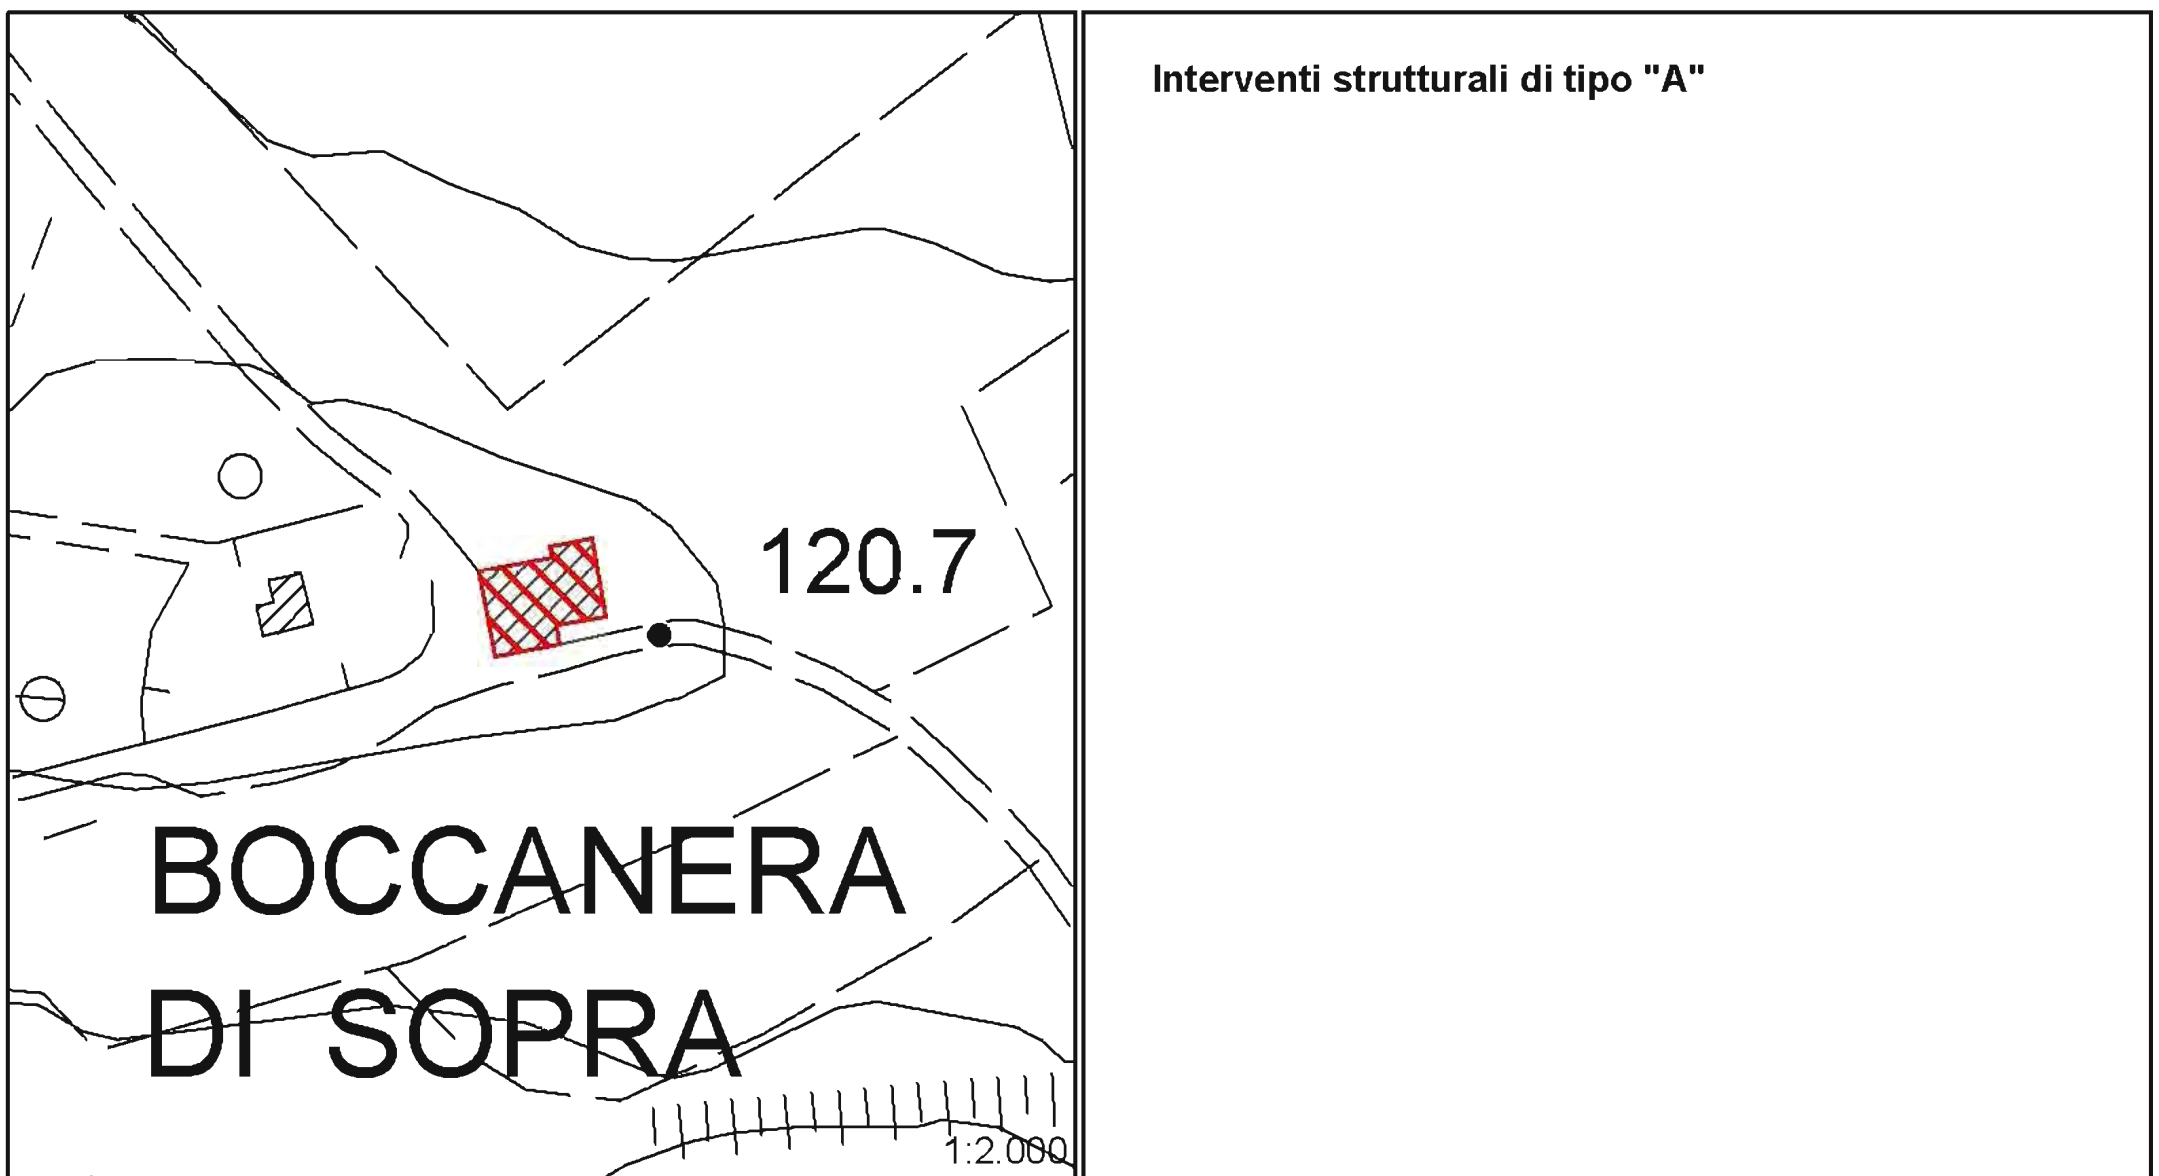 Interventi strutturali di tipo "A"
120.7
BOCCANERA
DI SOPRA
1:2.000